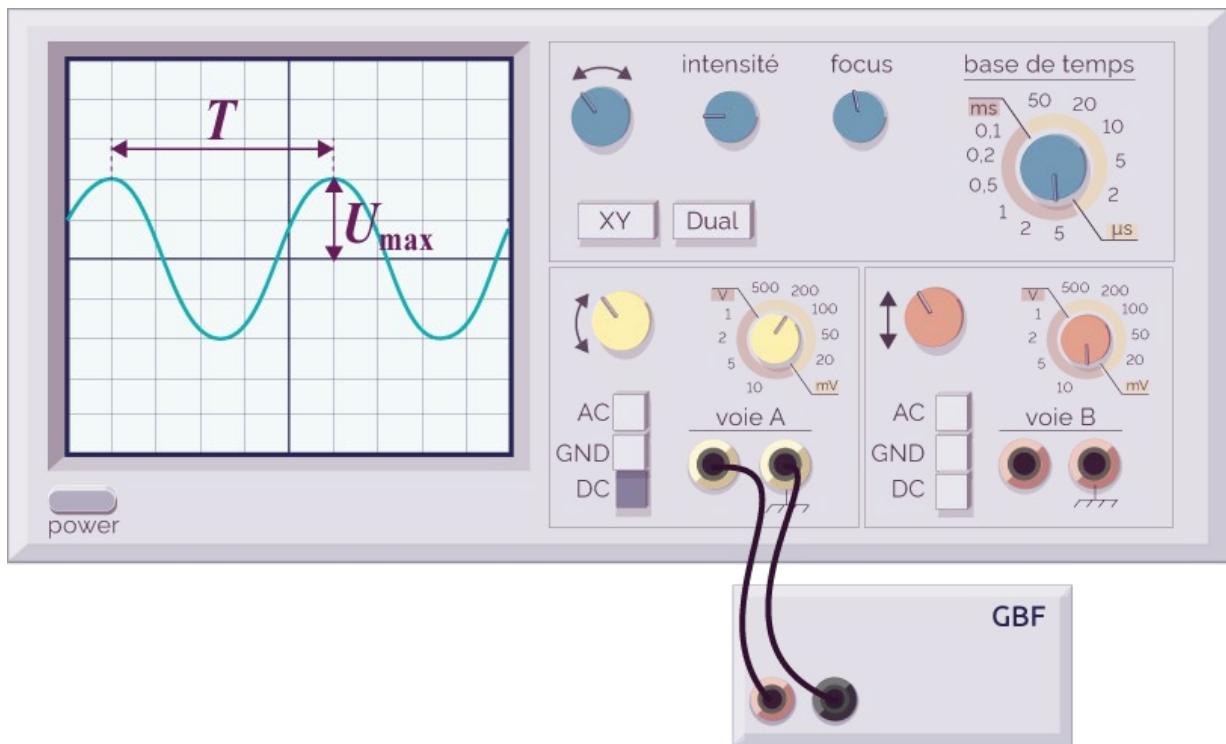 T
U max
power
intensité
focus
base de temps
ms
50
20
10
5
2
µs
0,1
0,2
0,5
1
2
5
XY
Dual
V
500
200
100
50
20
mV
1
2
5
10
AC
GND
DC
voie A
V
500
200
100
50
20
mV
1
2
5
10
AC
GND
DC
voie B
GBF